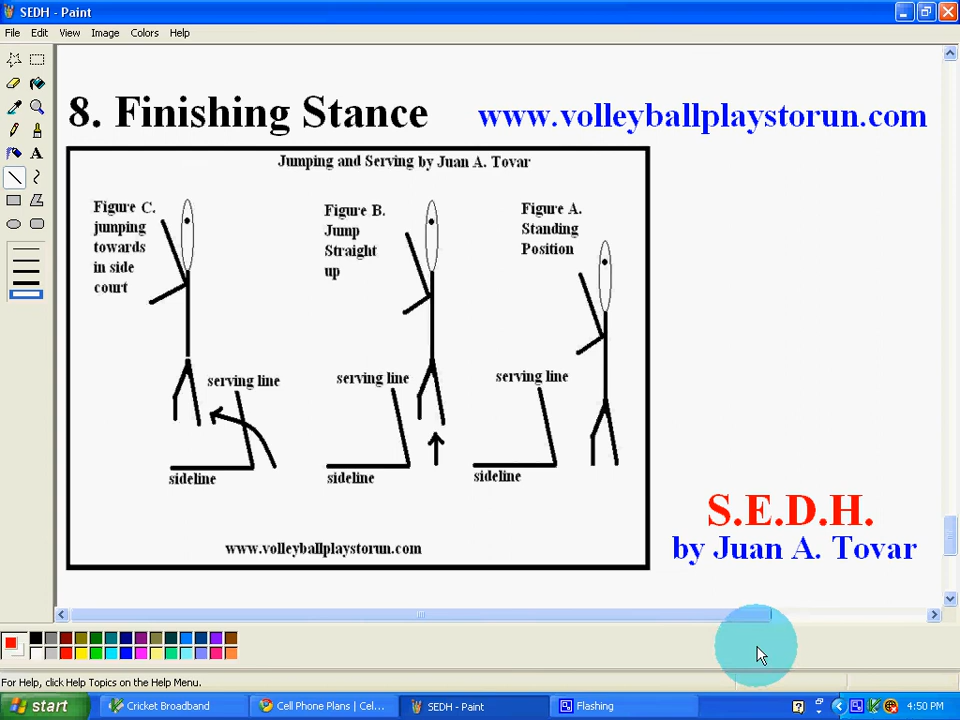 SEDH - Paint
File Edit View Image Colors Help
8. Finishing Stance
www.volleyballplaystorun.com
Jumping and Serving by Juan A. Tovar
Figure C.
jumping
towards
in side
court
Figure B.
Jump
Straight
up
Figure A.
Standing
Position
serving line
serving line
serving line
sideline
sideline
sideline
www.volleyballplaystorun.com
S.E.D.H.
by Juan A. Tovar
For Help, click Help Topics on the Help Menu.
start
Cricket Broadband
Cell Phone Plans | Cel...
SEDH - Paint
Flashing
4:50 PM